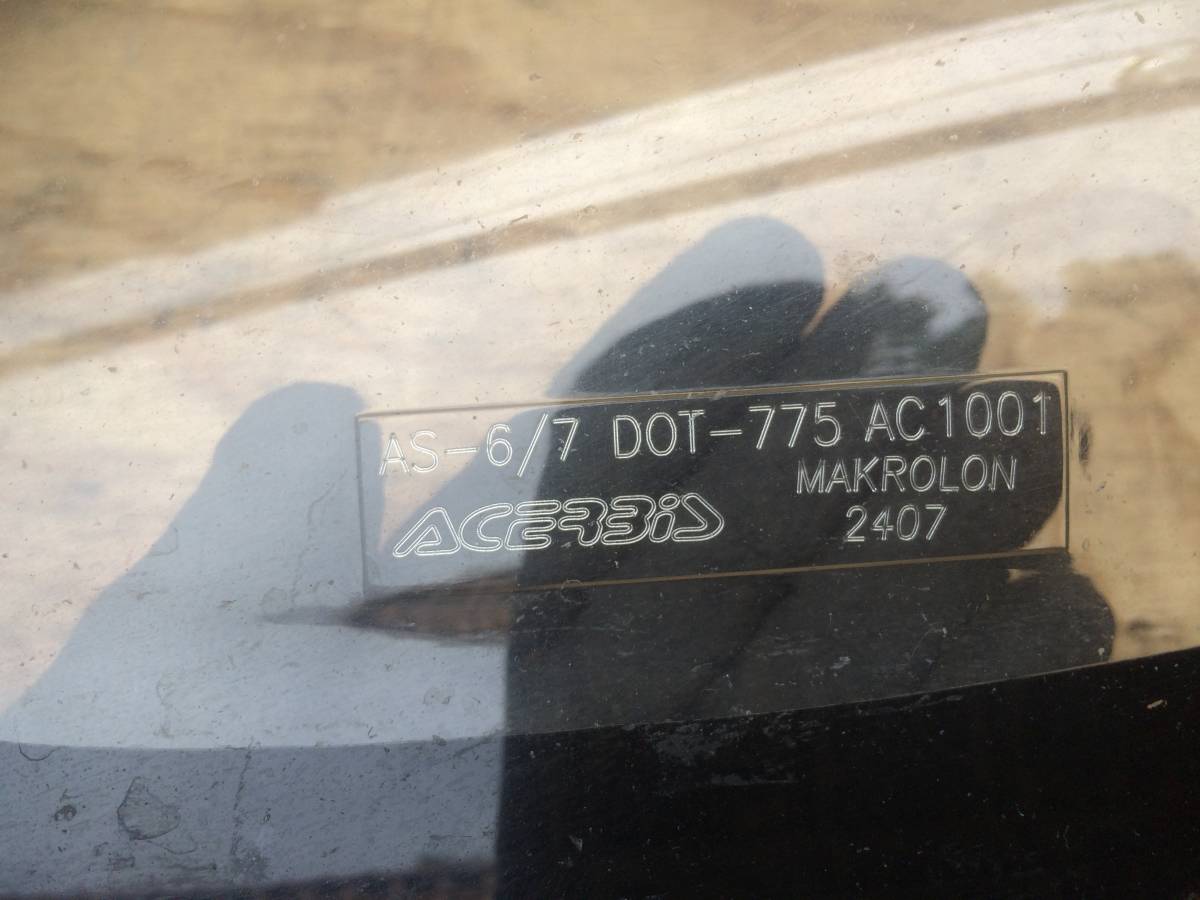 AS-6/7 DOT-775 AC1001
MAKROLON
ACERBIS 2407